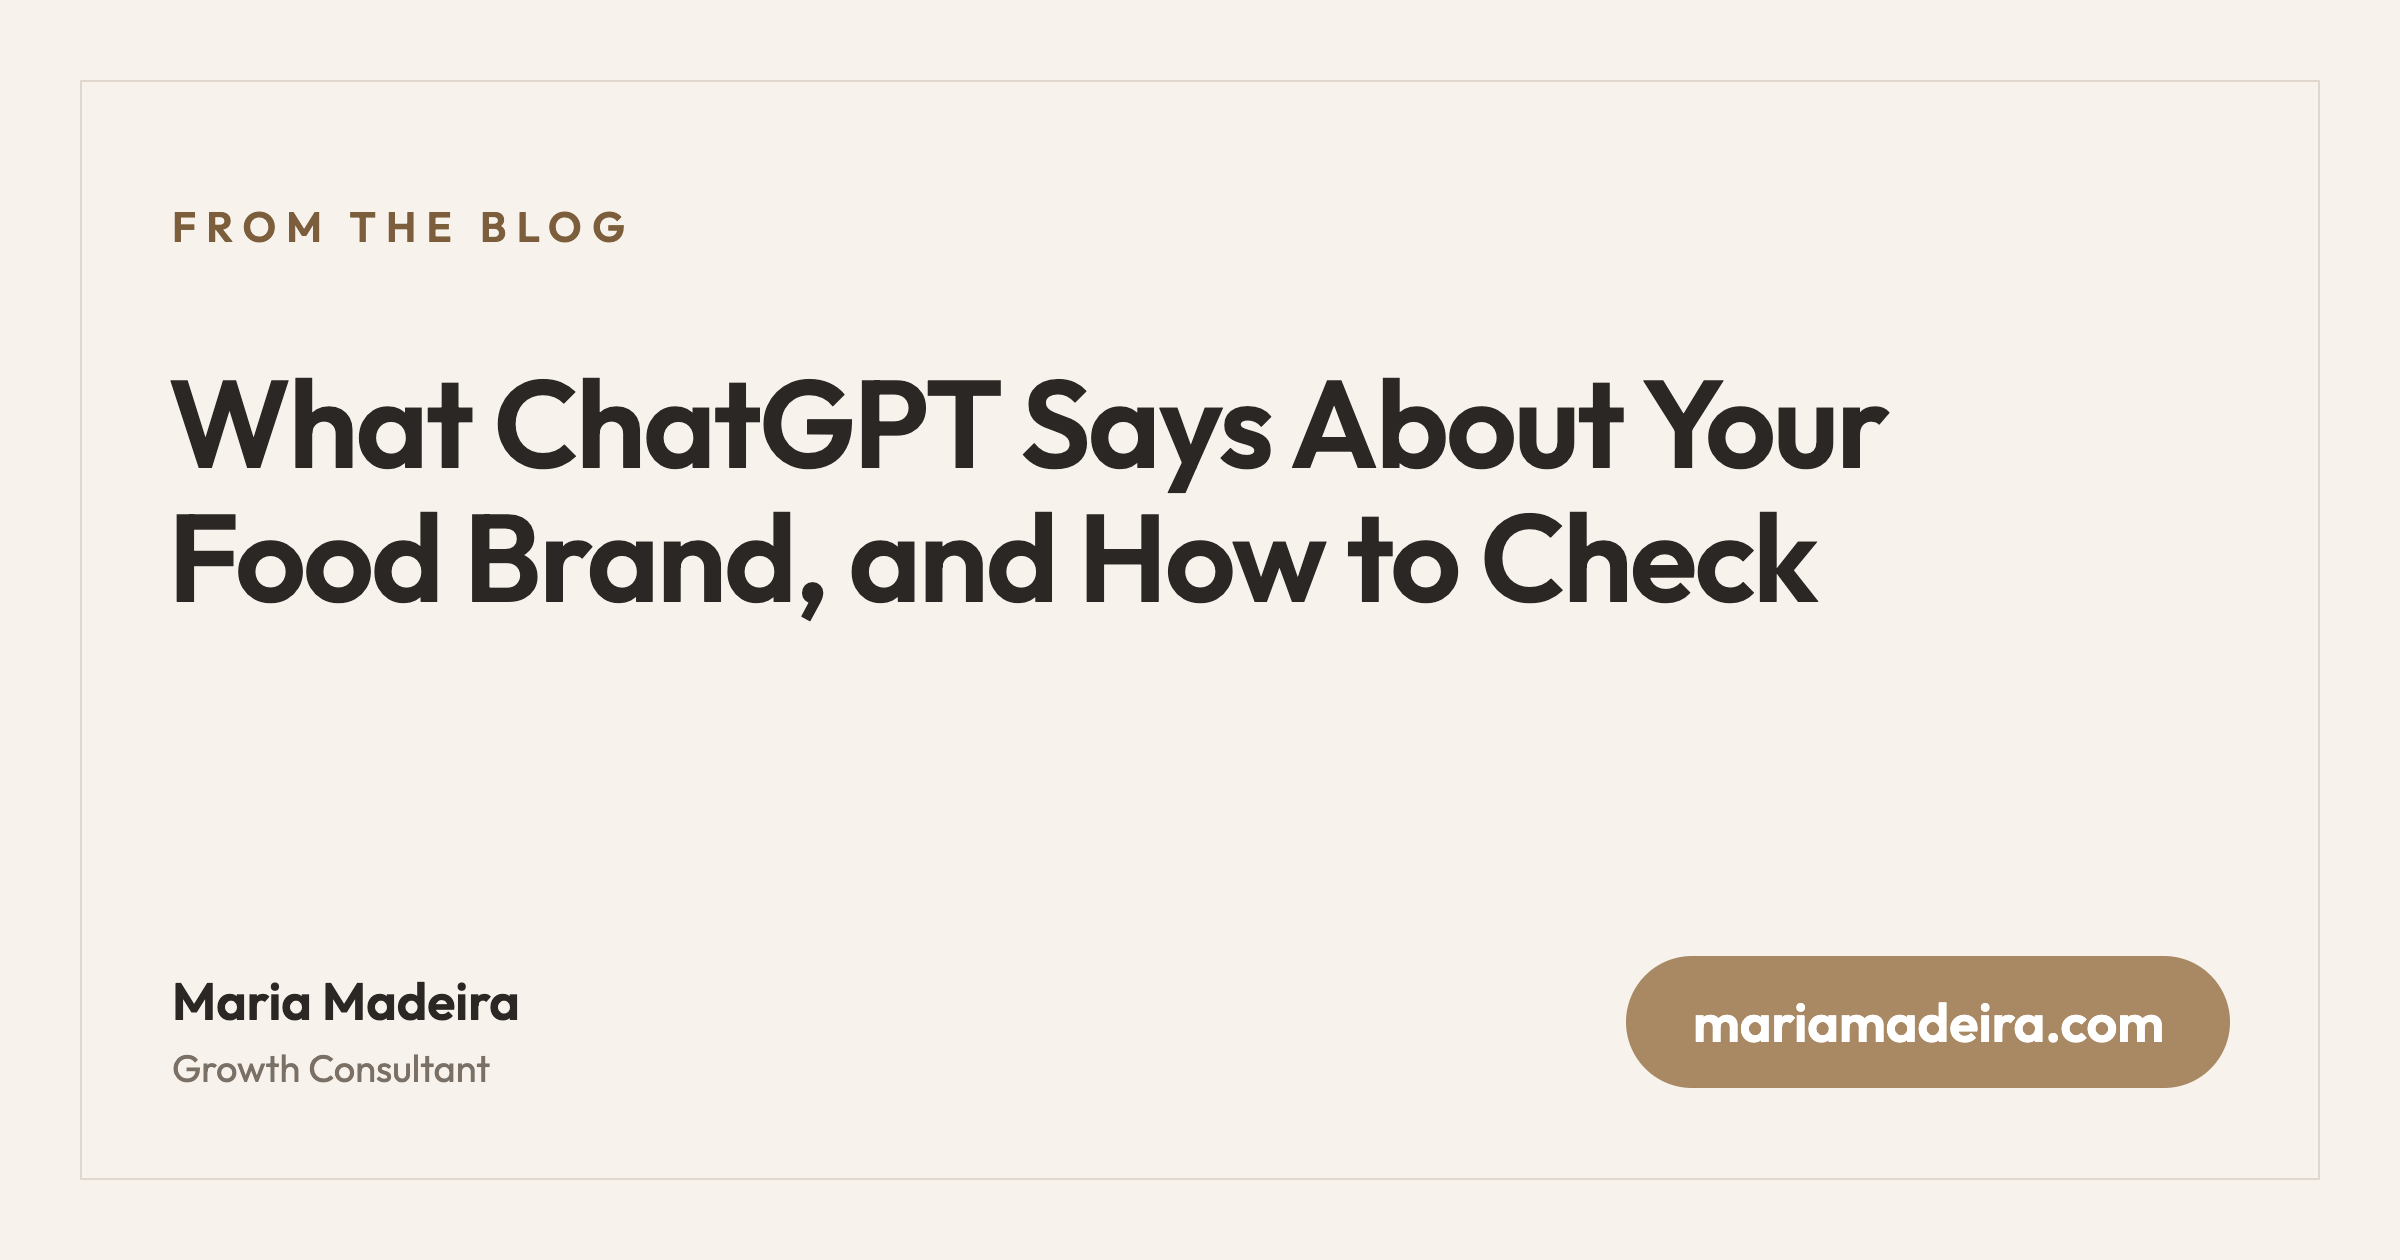 FROM THE BLOG
What ChatGPT Says About Your
Food Brand, and How to Check
Maria Madeira
Growth Consultant
mariamadeira.com